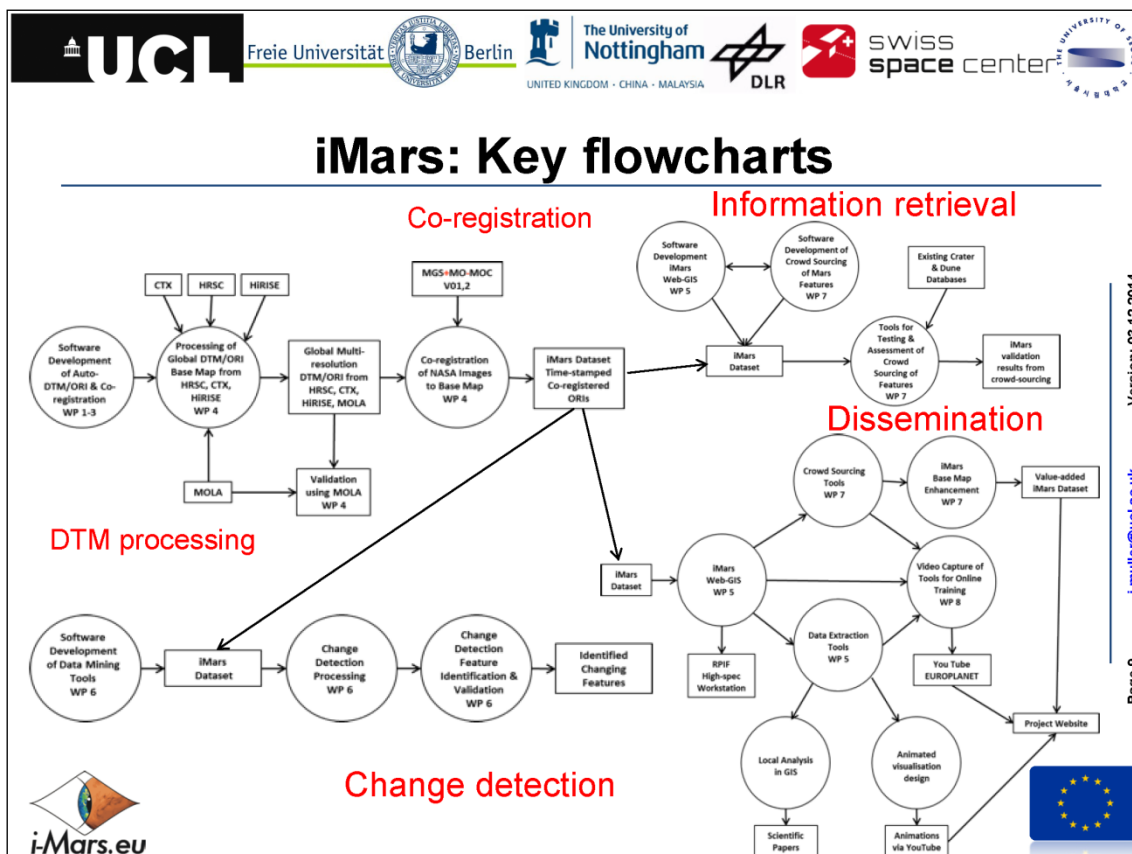 UCL
Freie Universität Berlin
The University of
Nottingham
UNITED KINGDOM · CHINA · MALAYSIA
DLR
swiss
space center
iMars: Key flowcharts
Co-registration
Information retrieval
CTX
HRSC
HiRISE
MGS+MO-MOC
V01,2
Software
Development
iMars
Web-GIS
WP 5
Software
Development of
Crowd Sourcing
of Mars
Features
WP 7
Existing Crater
& Dune
Databases
Software
Development
of Auto-
DTM/ORI & Co-
registration
WP 1-3
Processing of
Global DTM/ORI
Base Map from
HRSC, CTX,
HiRISE
WP 4
Global Multi-
resolution
DTM/ORI from
HRSC, CTX,
HiRISE, MOLA
Co-registration
of NASA Images
to Base Map
WP 4
iMars Dataset
Time-stamped
Co-registered
ORIs
iMars
Dataset
Tools for
Testing &
Assessment of
Crowd
Sourcing of
Features
WP 7
iMars
validation
results from
crowd-sourcing
MOLA
Validation
using MOLA
WP 4
DTM processing
Dissemination
Crowd Sourcing
Tools
WP 7
iMars
Base Map
Enhancement
WP 7
Value-added
iMars Dataset
iMars
Dataset
iMars
Web-GIS
WP 5
Video Capture of
Tools for Online
Training
WP 8
Data Extraction
Tools
WP 5
RPIF
High-spec
Workstation
You Tube
EUROPLANET
Project Website
Local Analysis
in GIS
Animated
visualisation
design
Scientific
Papers
Animations
via YouTube
Software
Development
of Data Mining
Tools
WP 6
iMars
Dataset
Change
Detection
Processing
WP 6
Change
Detection
Feature
Identification &
Validation
WP 6
Identified
Changing
Features
Change detection
i-Mars.eu